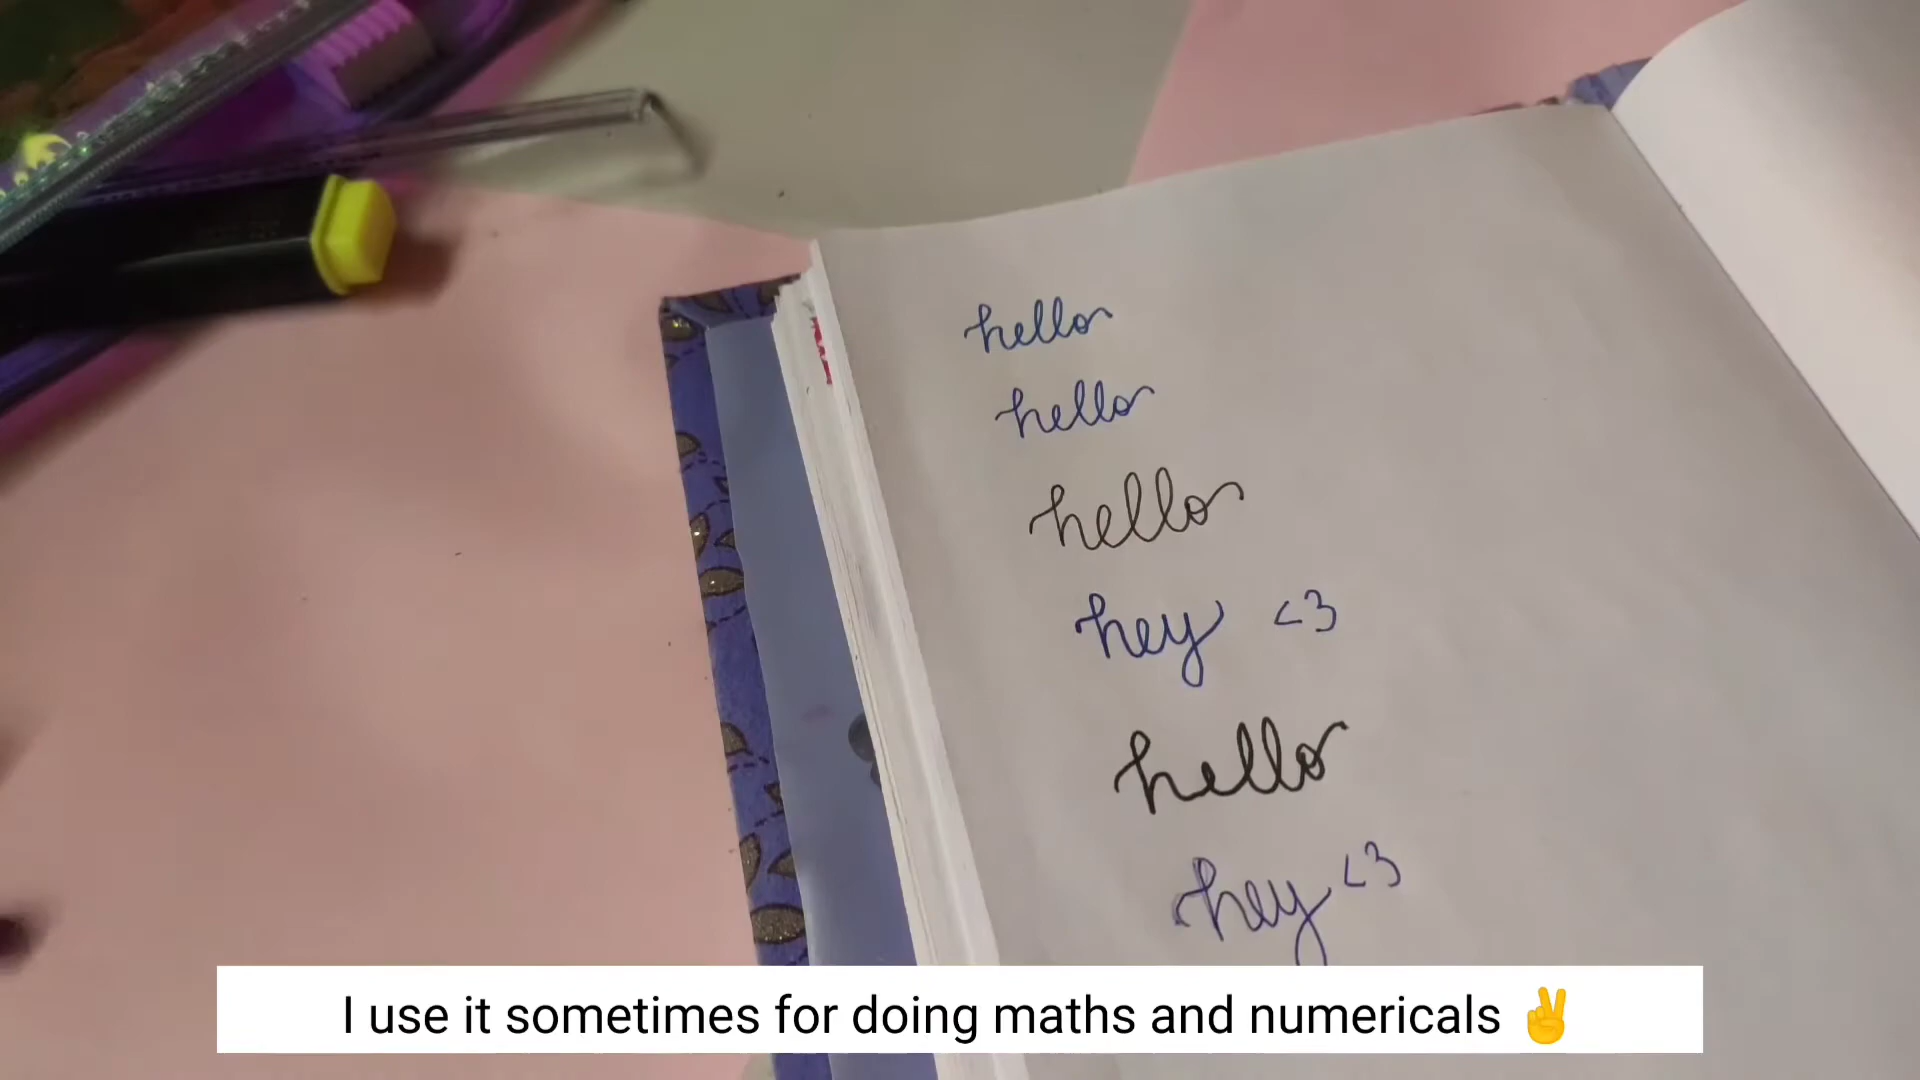 hello
hello
hello
hey <3
hello
hey <3
I use it sometimes for doing maths and numericals ✌️